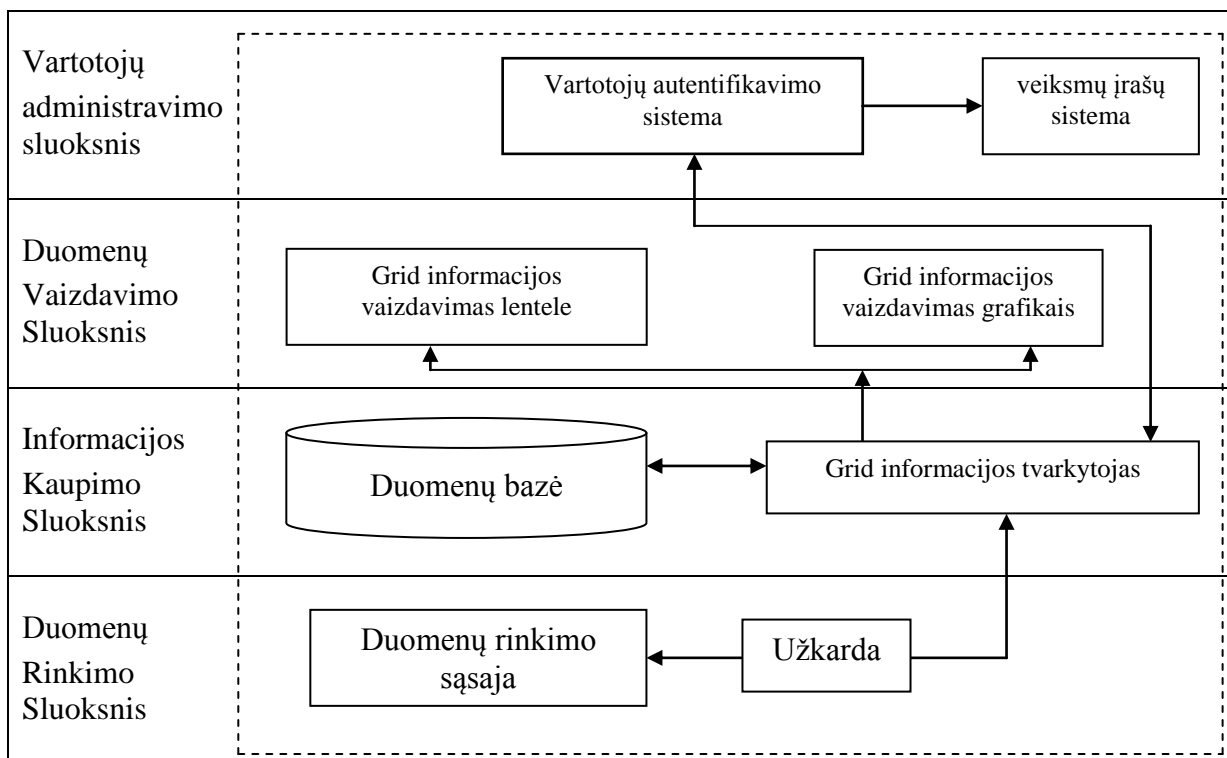 Vartotojų
administravimo
sluoksnis
Vartotojų autentifikavimo
sistema
veiksmų įrašų
sistema
Duomenų
Vaizdavimo
Sluoksnis
Grid informacijos
vaizdavimas lentele
Grid informacijos
vaizdavimas grafikais
Informacijos
Kaupimo
Sluoksnis
Duomenų bazė
Grid informacijos tvarkytojas
Duomenų
Rinkimo
Sluoksnis
Duomenų rinkimo
sąsaja
Užkarda